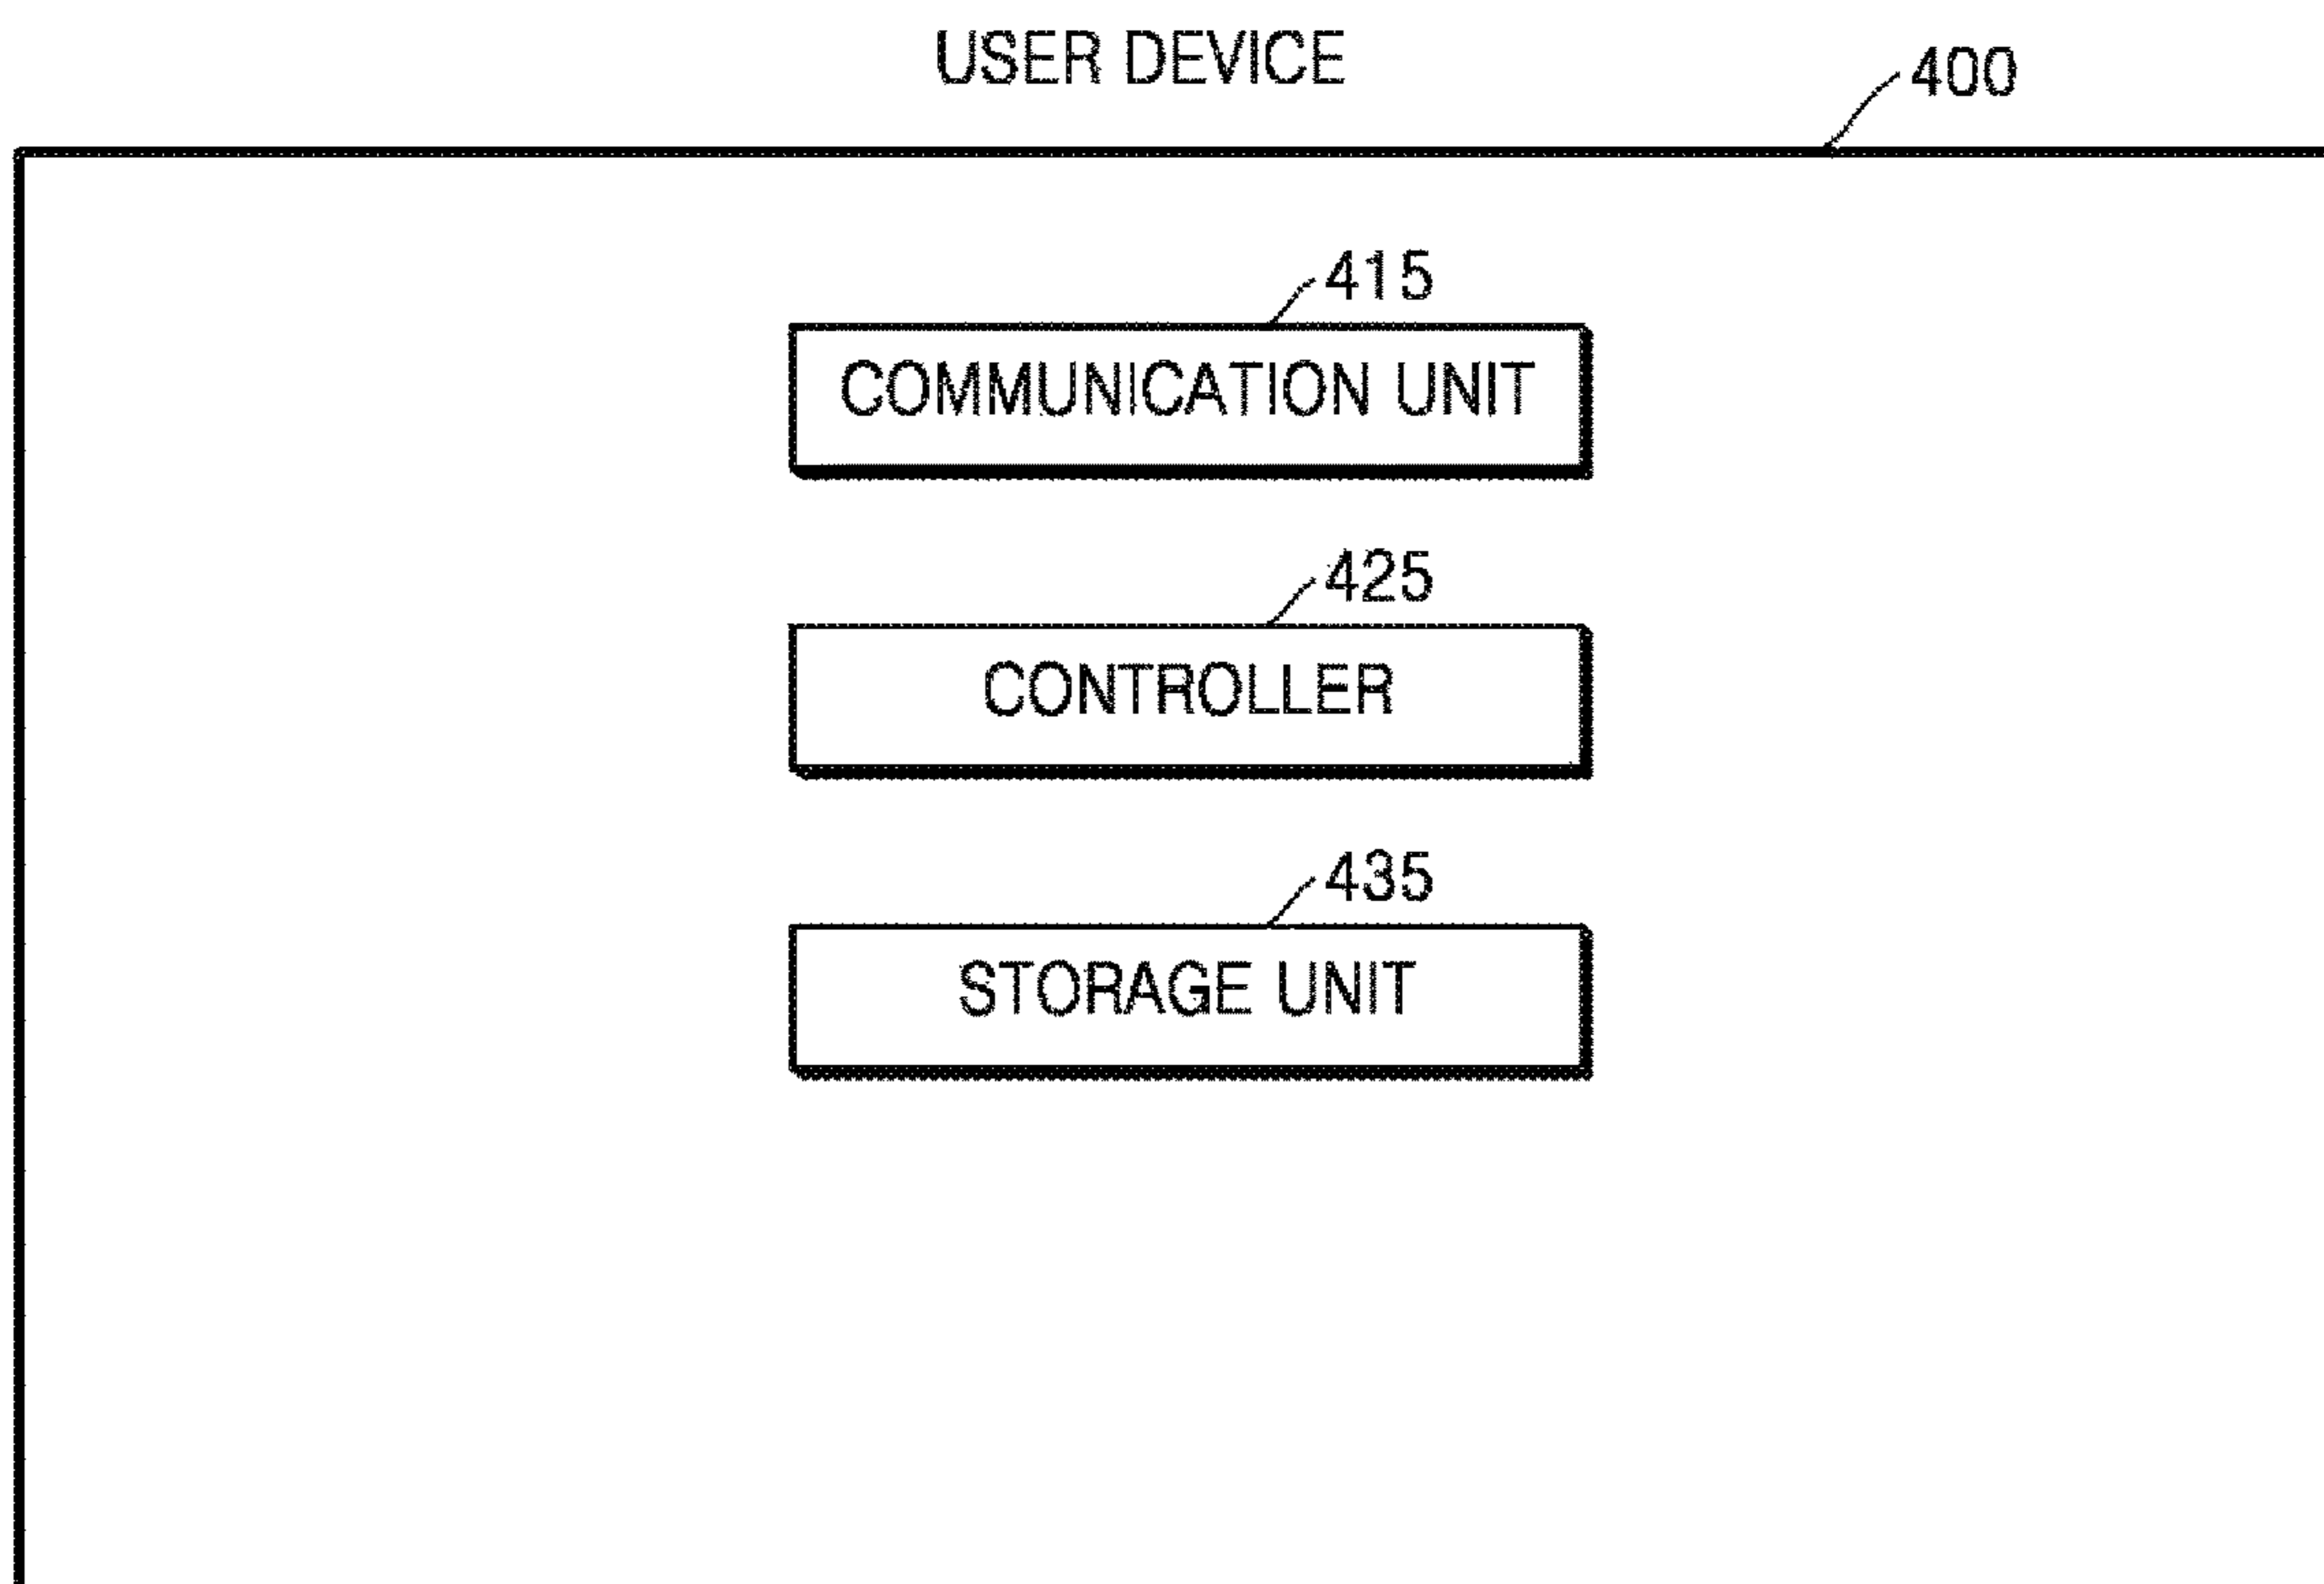 USER DEVICE
400
415
COMMUNICATION UNIT
425
CONTROLLER
435
STORAGE UNIT